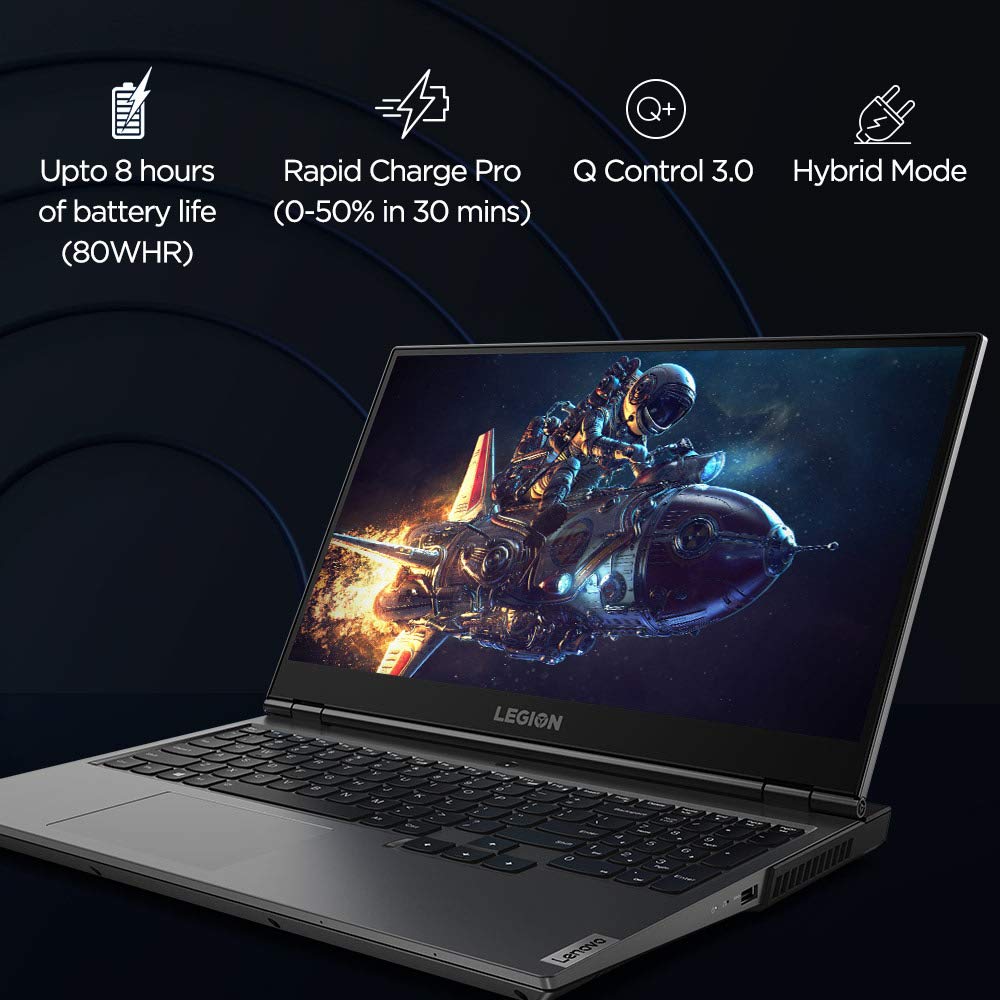 Upto 8 hours
of battery life
(80WHR)
Rapid Charge Pro
(0-50% in 30 mins)
Q+
Q Control 3.0
Hybrid Mode
LEGION
Lenovo